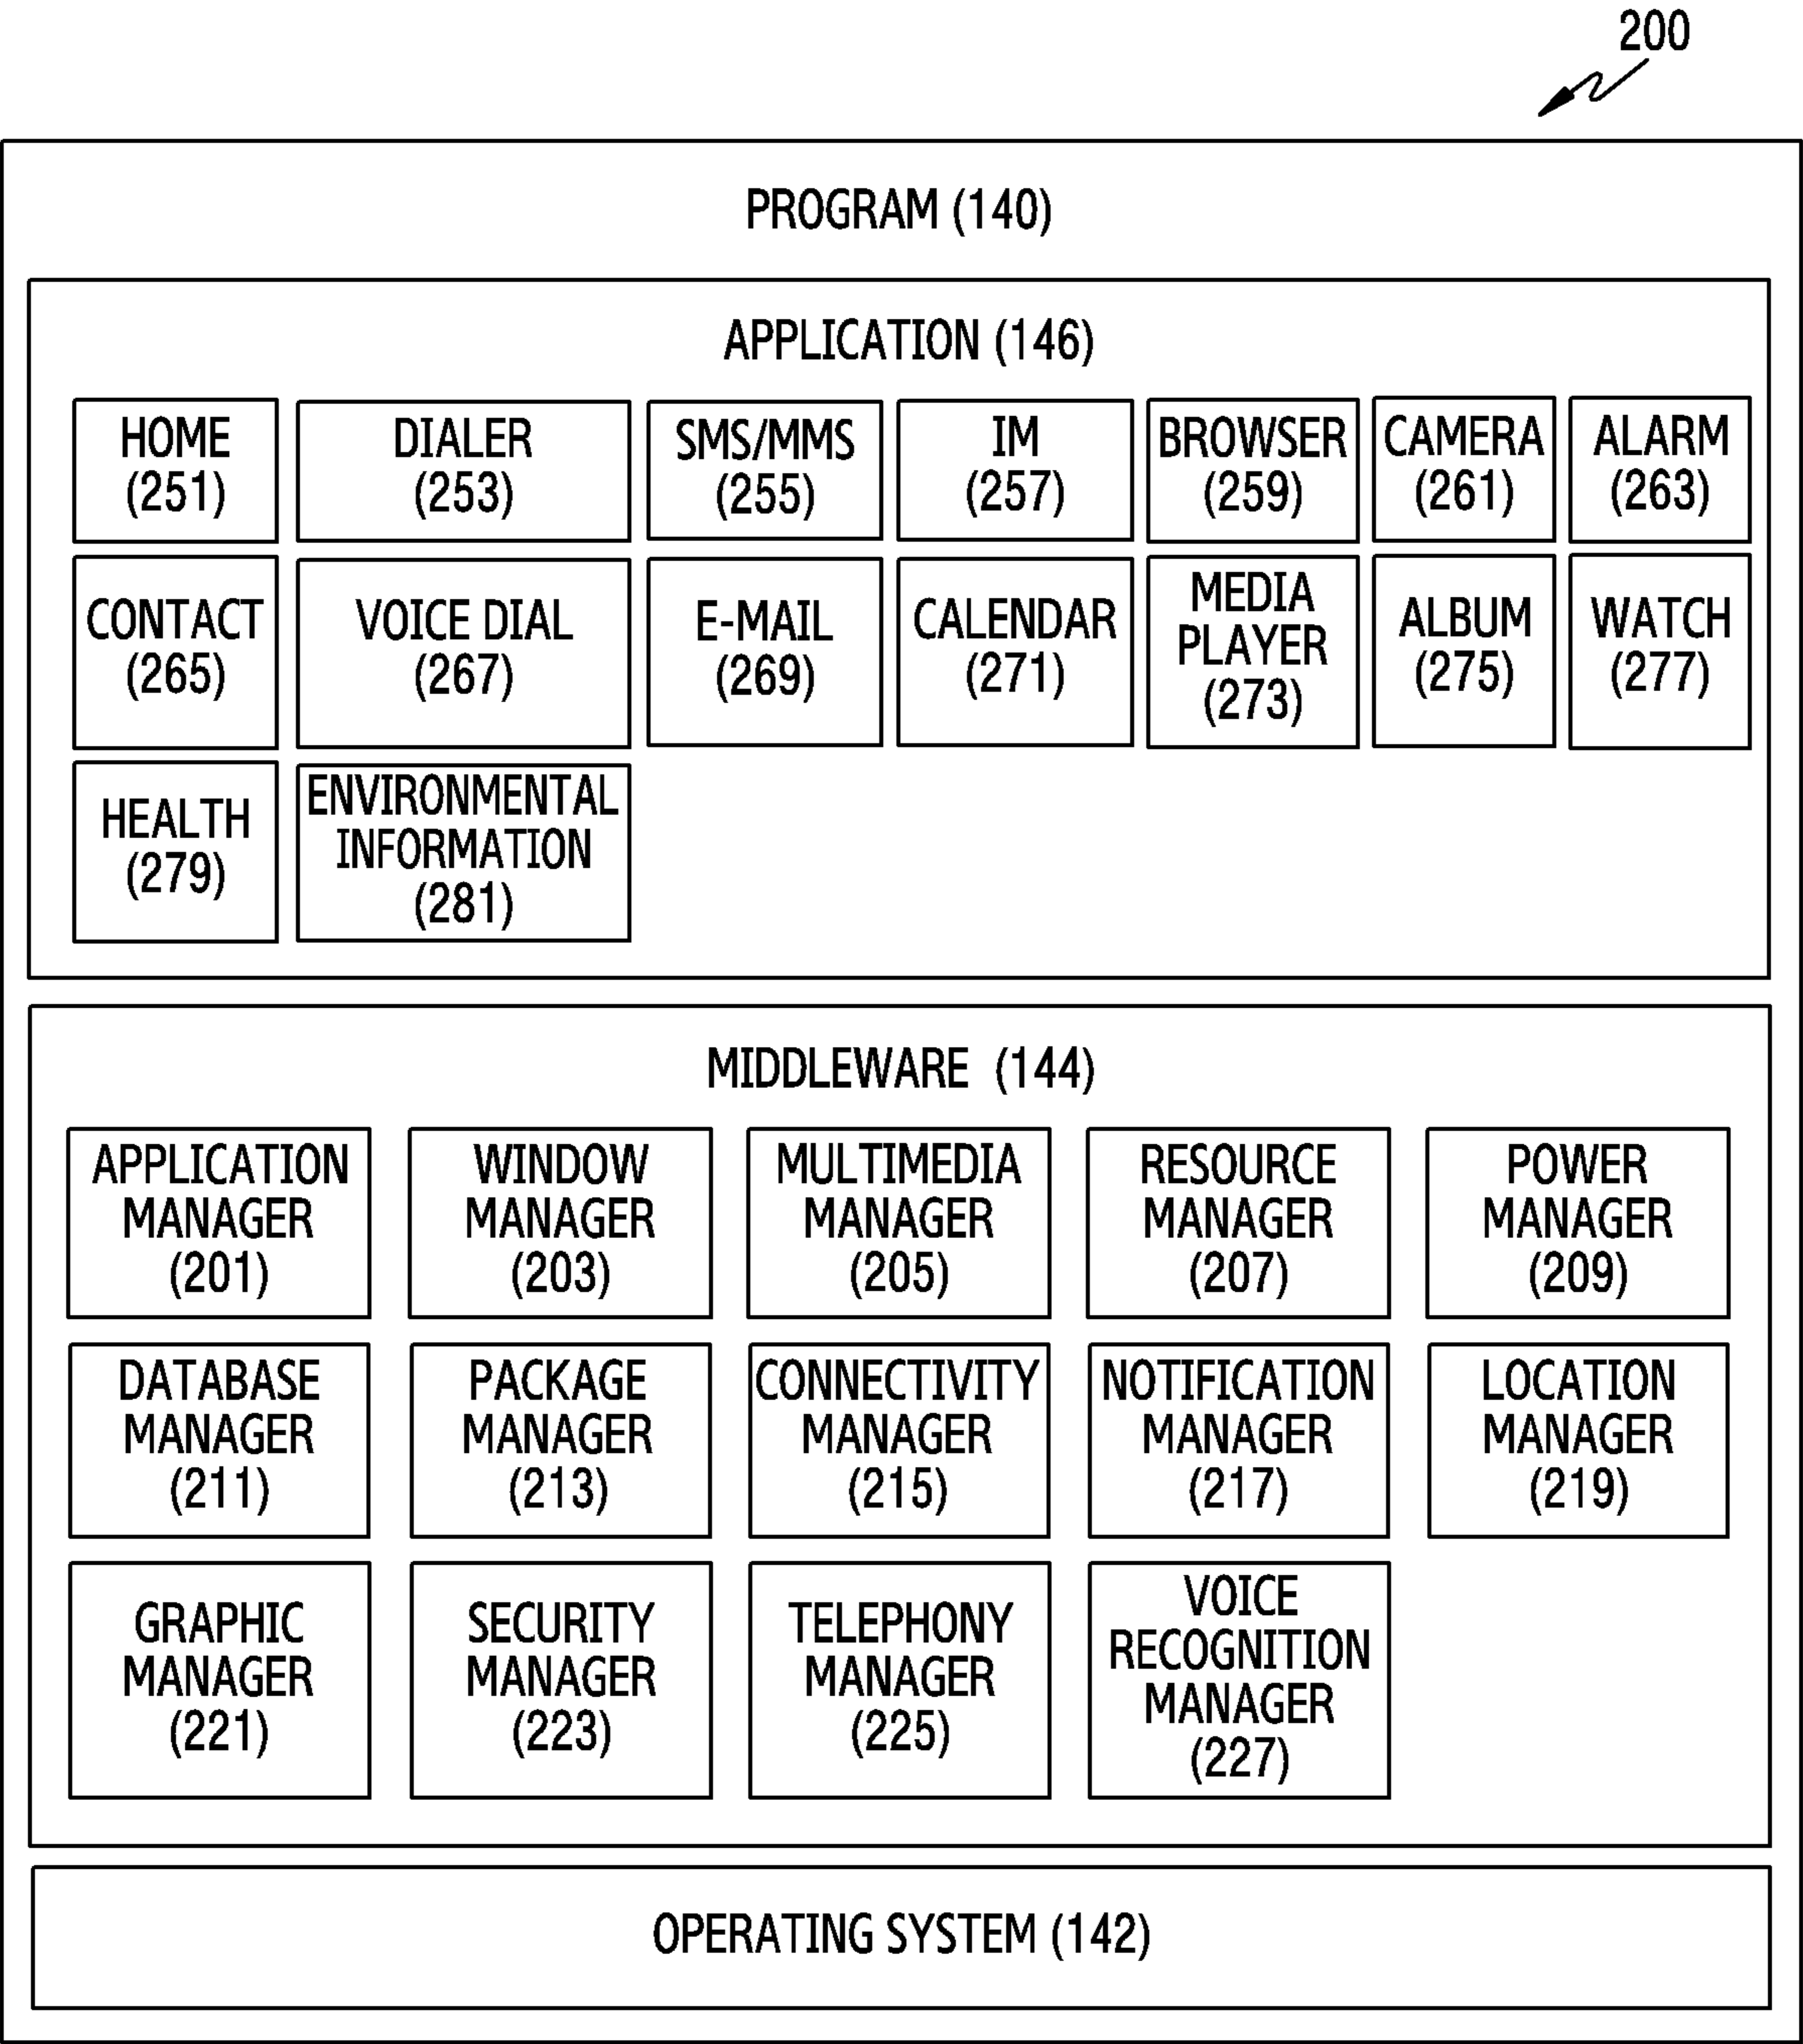 200
PROGRAM (140)
APPLICATION (146)
HOME
(251)
DIALER
(253)
SMS/MMS
(255)
IM
(257)
BROWSER
(259)
CAMERA
(261)
ALARM
(263)
CONTACT
(265)
VOICE DIAL
(267)
E-MAIL
(269)
CALENDAR
(271)
MEDIA
PLAYER
(273)
ALBUM
(275)
WATCH
(277)
HEALTH
(279)
ENVIRONMENTAL
INFORMATION
(281)
MIDDLEWARE (144)
APPLICATION
MANAGER
(201)
WINDOW
MANAGER
(203)
MULTIMEDIA
MANAGER
(205)
RESOURCE
MANAGER
(207)
POWER
MANAGER
(209)
DATABASE
MANAGER
(211)
PACKAGE
MANAGER
(213)
CONNECTIVITY
MANAGER
(215)
NOTIFICATION
MANAGER
(217)
LOCATION
MANAGER
(219)
GRAPHIC
MANAGER
(221)
SECURITY
MANAGER
(223)
TELEPHONY
MANAGER
(225)
VOICE
RECOGNITION
MANAGER
(227)
OPERATING SYSTEM (142)